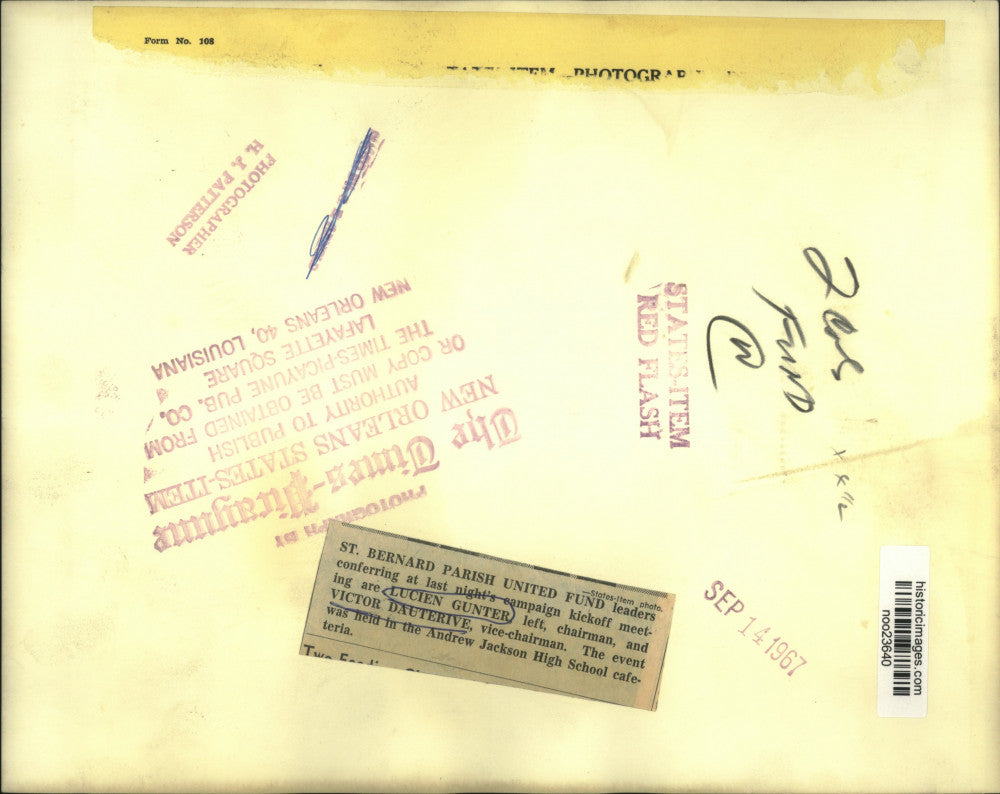 Form No. 108
PHOTOGRAPHER
H. J. PATTERSON
PHOTOGRAPH BY
The Times-Picayune
NEW ORLEANS STATES-ITEM
AUTHORITY TO PUBLISH
OR COPY MUST BE OBTAINED FROM
THE TIMES-PICAYUNE PUB. CO.
LAFAYETTE SQUARE
NEW ORLEANS 40, LOUISIANA
STATES-ITEM
RED FLASH
2 cols
FUND
—States-Item photo.
ST. BERNARD PARISH UNITED FUND leaders
conferring at last night's campaign kickoff meet-
ing are LUCIEN GUNTER, left, chairman, and
VICTOR DAUTERIVE, vice-chairman. The event
was held in the Andrew Jackson High School cafe-
teria.
SEP 14 1967
historicimages.com
noo23640